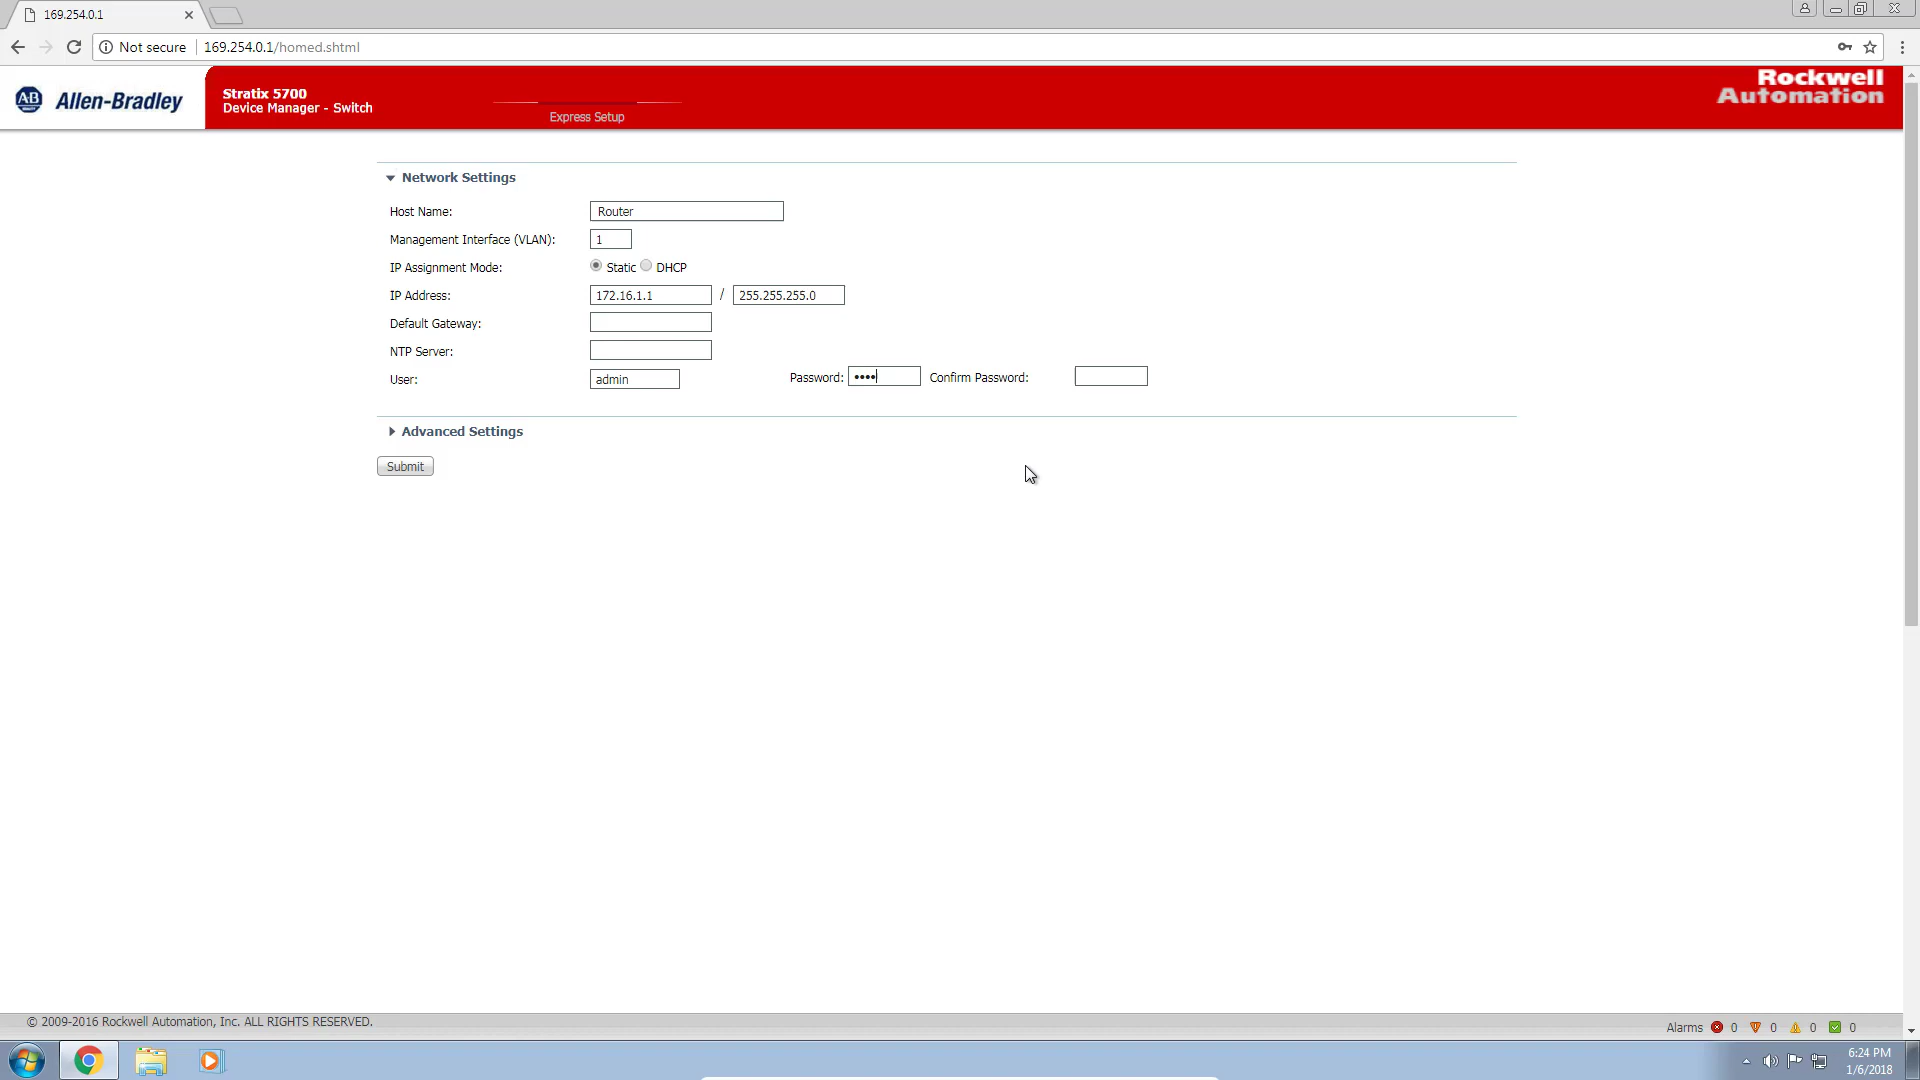 169.254.0.1
Not secure 169.254.0.1/homed.shtml
AB Allen-Bradley
Stratix 5700
Device Manager - Switch
Express Setup
Rockwell
Automation
Network Settings
Host Name: Router
Management Interface (VLAN): 1
IP Assignment Mode: Static DHCP
IP Address: 172.16.1.1 / 255.255.255.0
Default Gateway:
NTP Server:
User: admin Password: •••• Confirm Password:
Advanced Settings
Submit
© 2009-2016 Rockwell Automation, Inc. ALL RIGHTS RESERVED.
Alarms 0 0 0 0
6:24 PM
1/6/2018